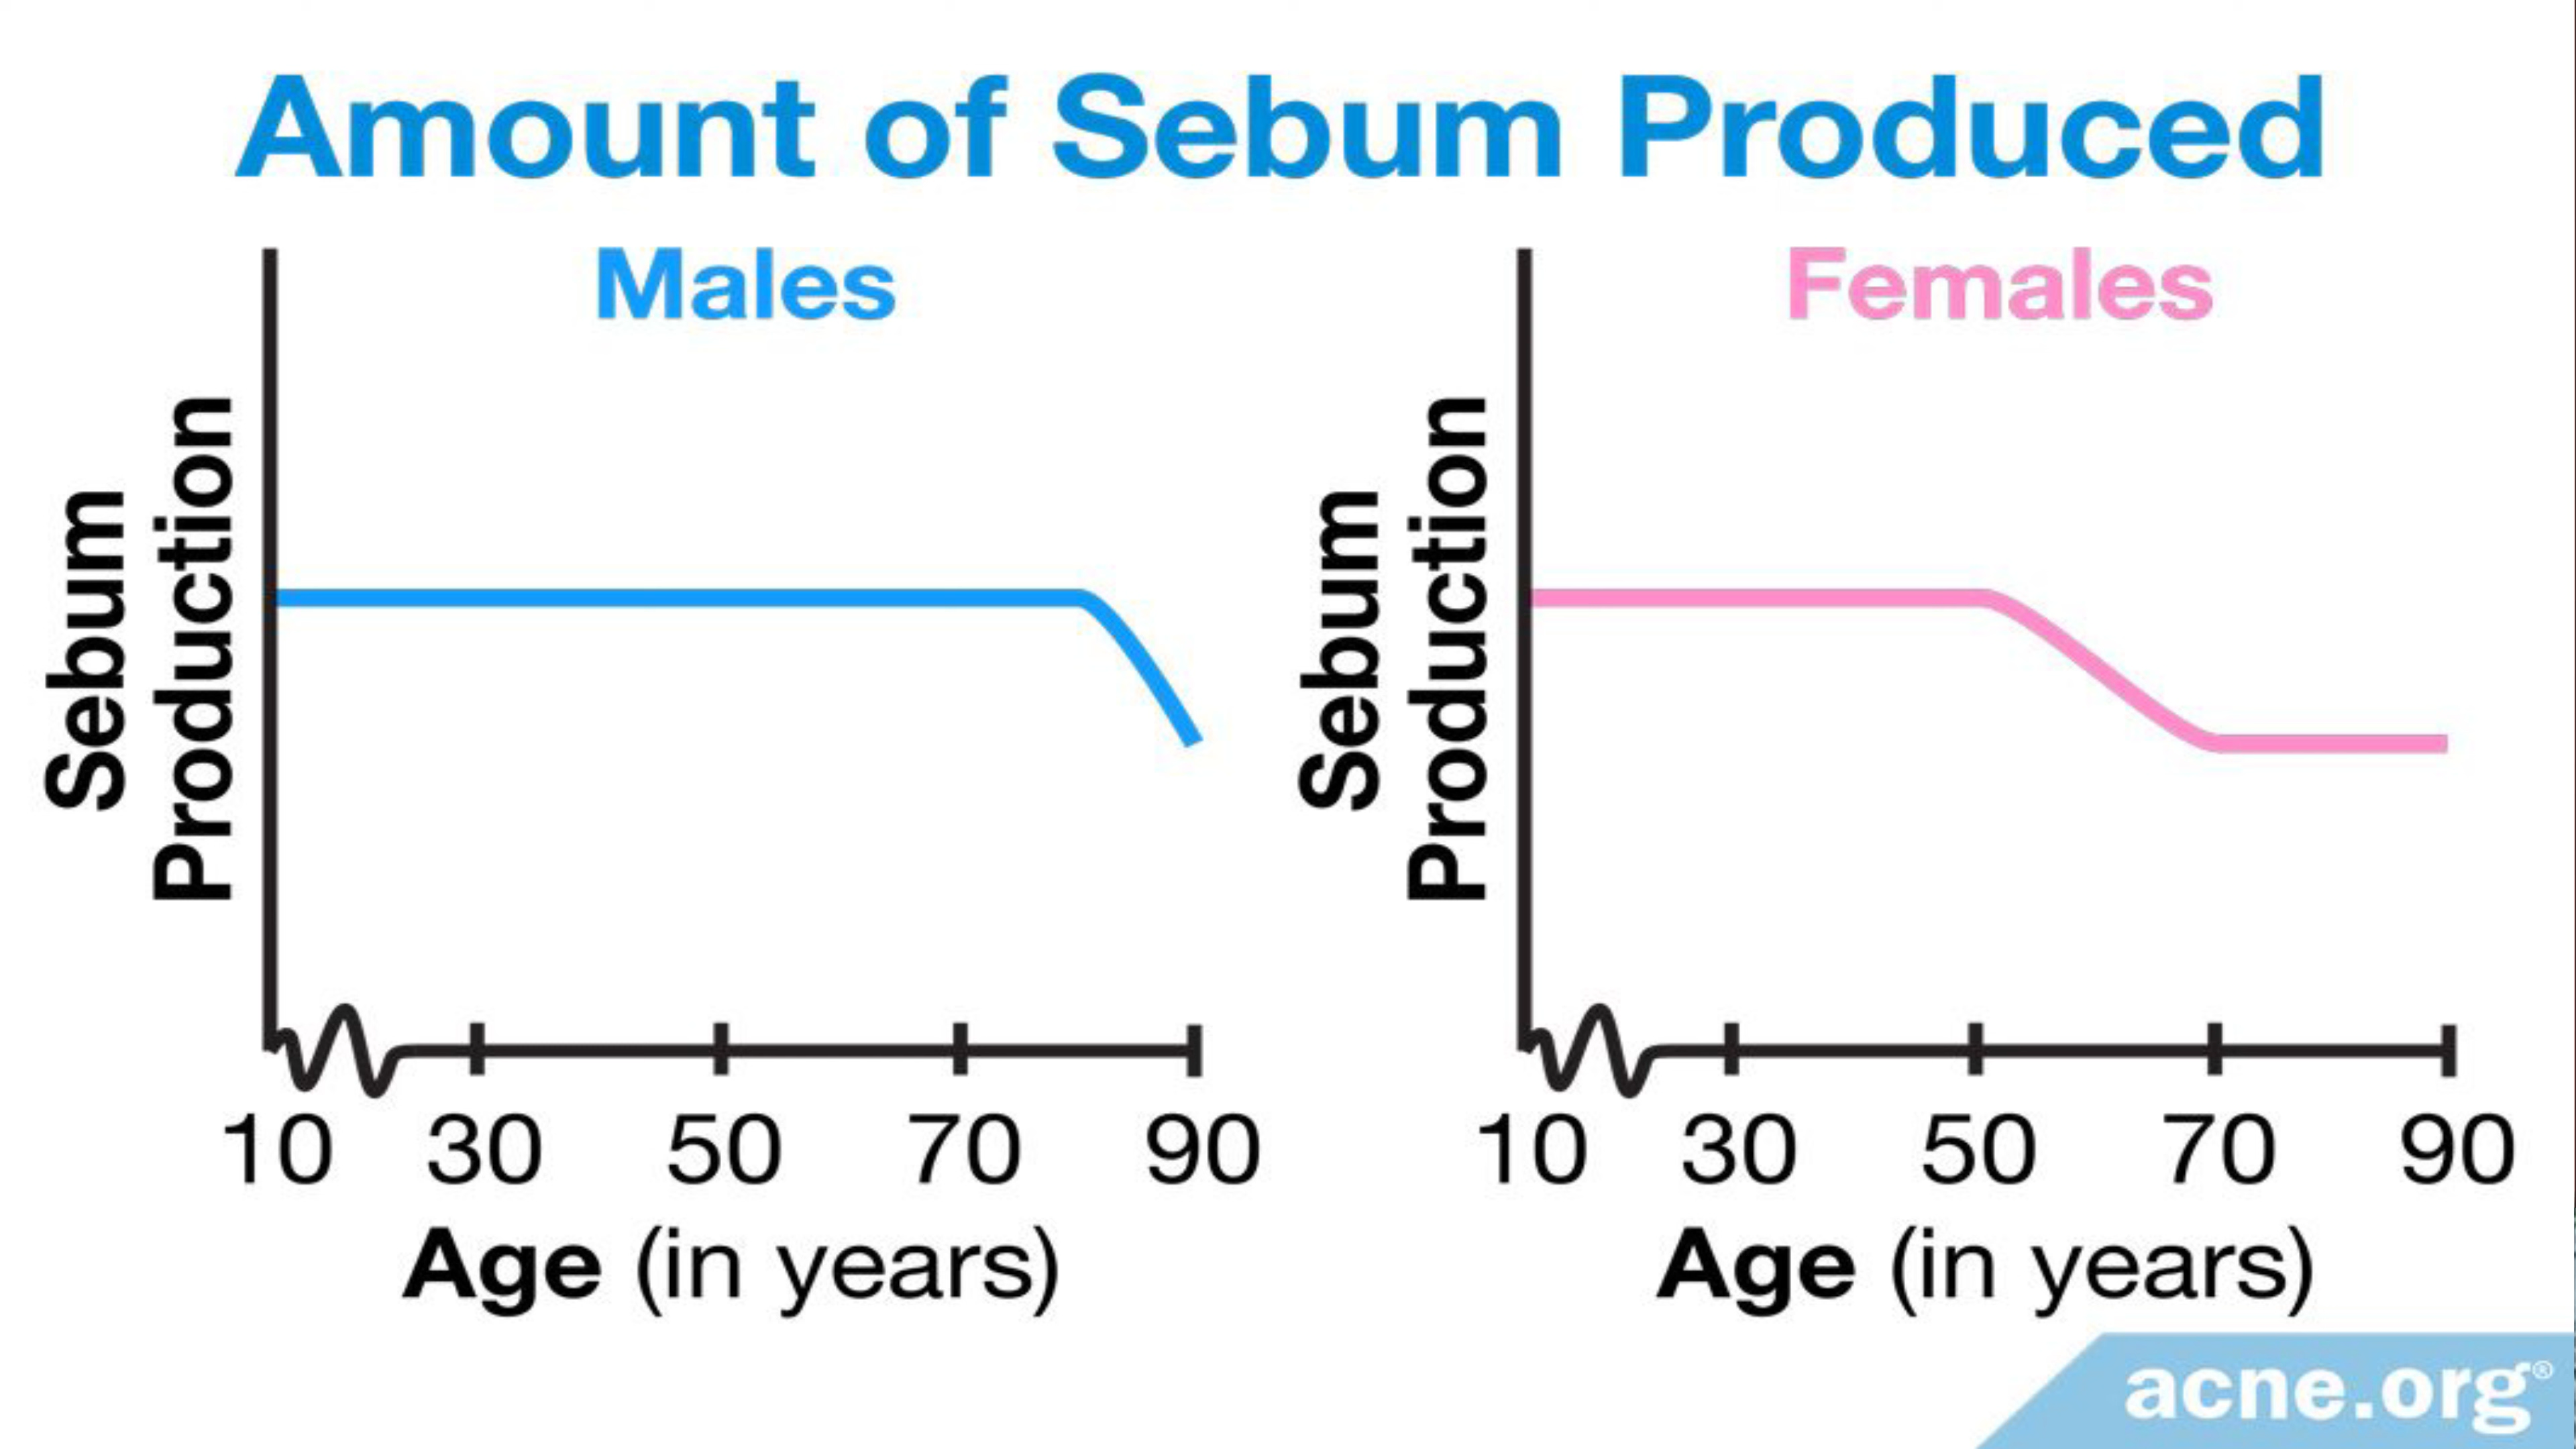 Amount of Sebum Produced
Males
Sebum
Production
10 30 50 70 90
Age (in years)
Females
Sebum
Production
10 30 50 70 90
Age (in years)
acne.org®